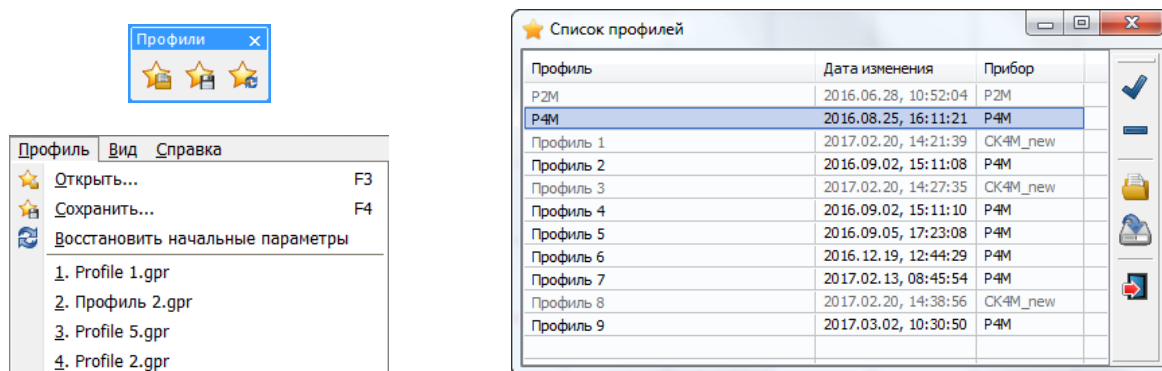 Профили
Профиль Вид Справка
Открыть... F3
Сохранить... F4
Восстановить начальные параметры
1. Profile 1.gpr
2. Профиль 2.gpr
3. Profile 5.gpr
4. Profile 2.gpr
Список профилей
Профиль Дата изменения Прибор
P2M 2016.06.28, 10:52:04 P2M
P4M 2016.08.25, 16:11:21 P4M
Профиль 1 2017.02.20, 14:21:39 CK4M_new
Профиль 2 2016.09.02, 15:11:08 P4M
Профиль 3 2017.02.20, 14:27:35 CK4M_new
Профиль 4 2016.09.02, 15:11:10 P4M
Профиль 5 2016.09.05, 17:23:08 P4M
Профиль 6 2016.12.19, 12:44:29 P4M
Профиль 7 2017.02.13, 08:45:54 P4M
Профиль 8 2017.02.20, 14:38:56 CK4M_new
Профиль 9 2017.03.02, 10:30:50 P4M